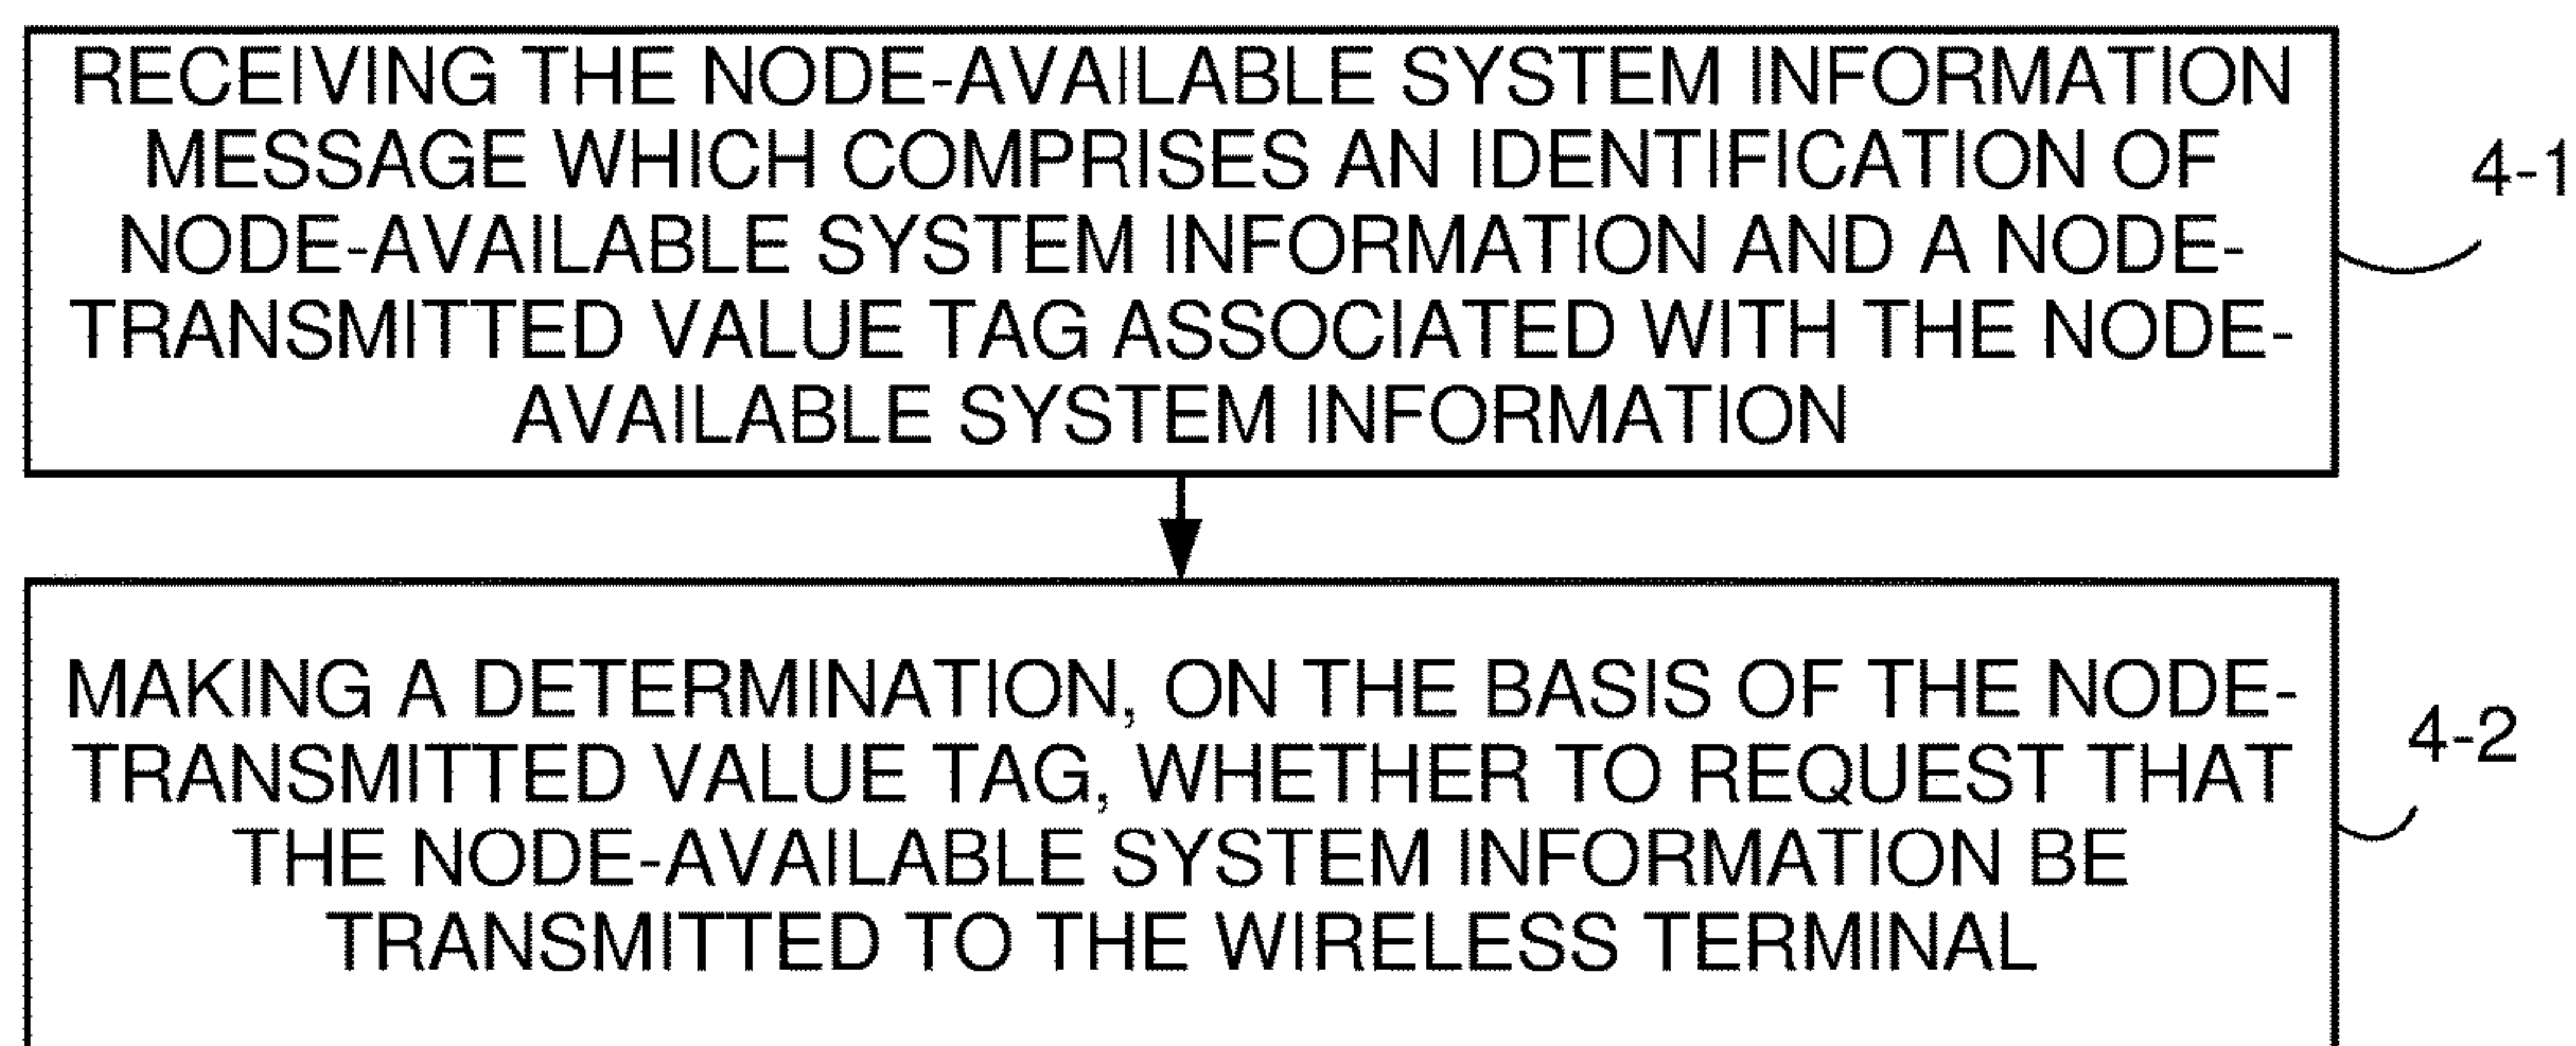 RECEIVING THE NODE-AVAILABLE SYSTEM INFORMATION
MESSAGE WHICH COMPRISES AN IDENTIFICATION OF
NODE-AVAILABLE SYSTEM INFORMATION AND A NODE-
TRANSMITTED VALUE TAG ASSOCIATED WITH THE NODE-
AVAILABLE SYSTEM INFORMATION
4-1
MAKING A DETERMINATION, ON THE BASIS OF THE NODE-
TRANSMITTED VALUE TAG, WHETHER TO REQUEST THAT
THE NODE-AVAILABLE SYSTEM INFORMATION BE
TRANSMITTED TO THE WIRELESS TERMINAL
4-2